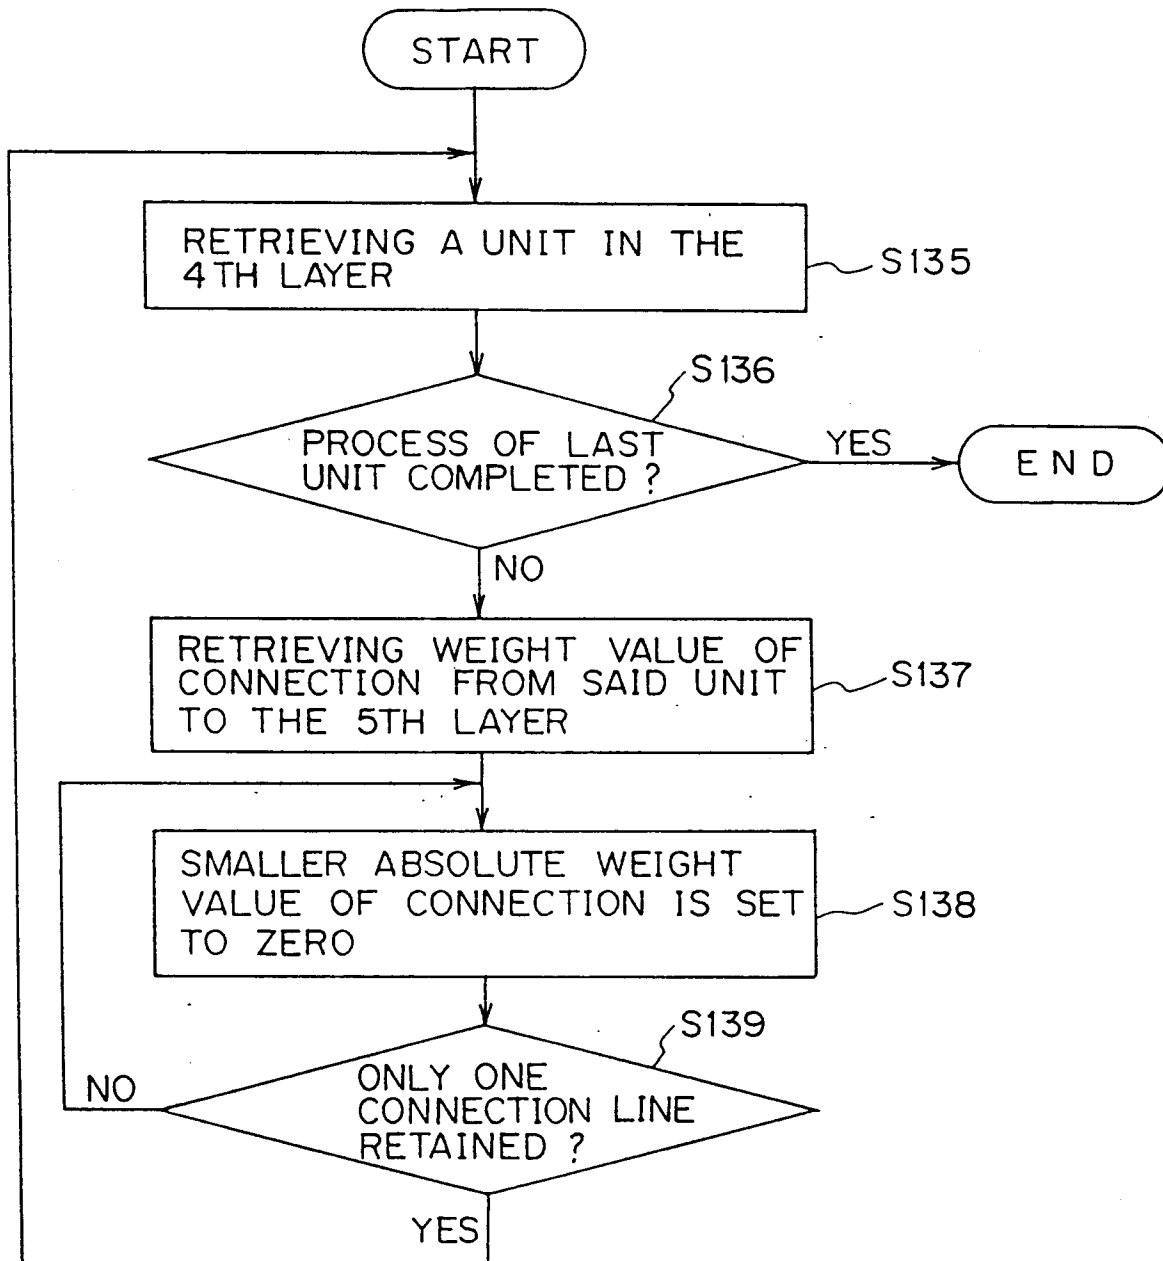 START
RETRIEVING A UNIT IN THE
4TH LAYER
S135
S136
PROCESS OF LAST
UNIT COMPLETED ?
YES
END
NO
RETRIEVING WEIGHT VALUE OF
CONNECTION FROM SAID UNIT
TO THE 5TH LAYER
S137
SMALLER ABSOLUTE WEIGHT
VALUE OF CONNECTION IS SET
TO ZERO
S138
S139
NO
ONLY ONE
CONNECTION LINE
RETAINED ?
YES